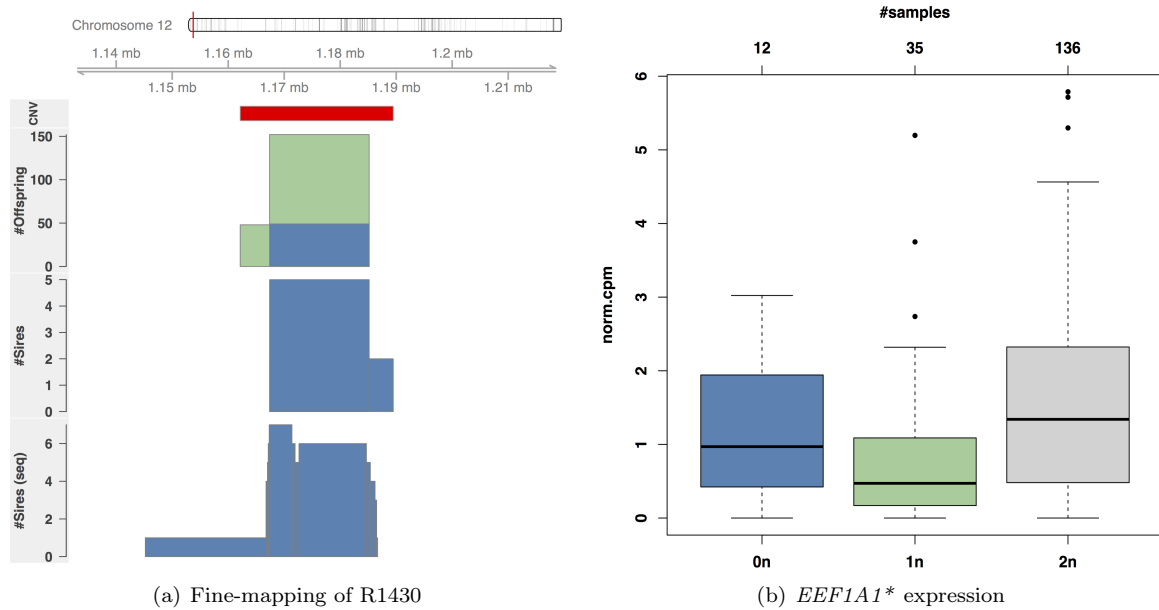 Chromosome 12
1.14 mb 1.16 mb 1.18 mb 1.2 mb
1.15 mb 1.17 mb 1.19 mb 1.21 mb
CNV
#Offspring
150
100
50
0
#Sires
5
4
3
2
1
0
#Sires (seq)
6
4
2
0
(a) Fine-mapping of R1430
#samples
12 35 136
norm.cpm
6
5
4
3
2
1
0
0n 1n 2n
(b) EEF1A1* expression